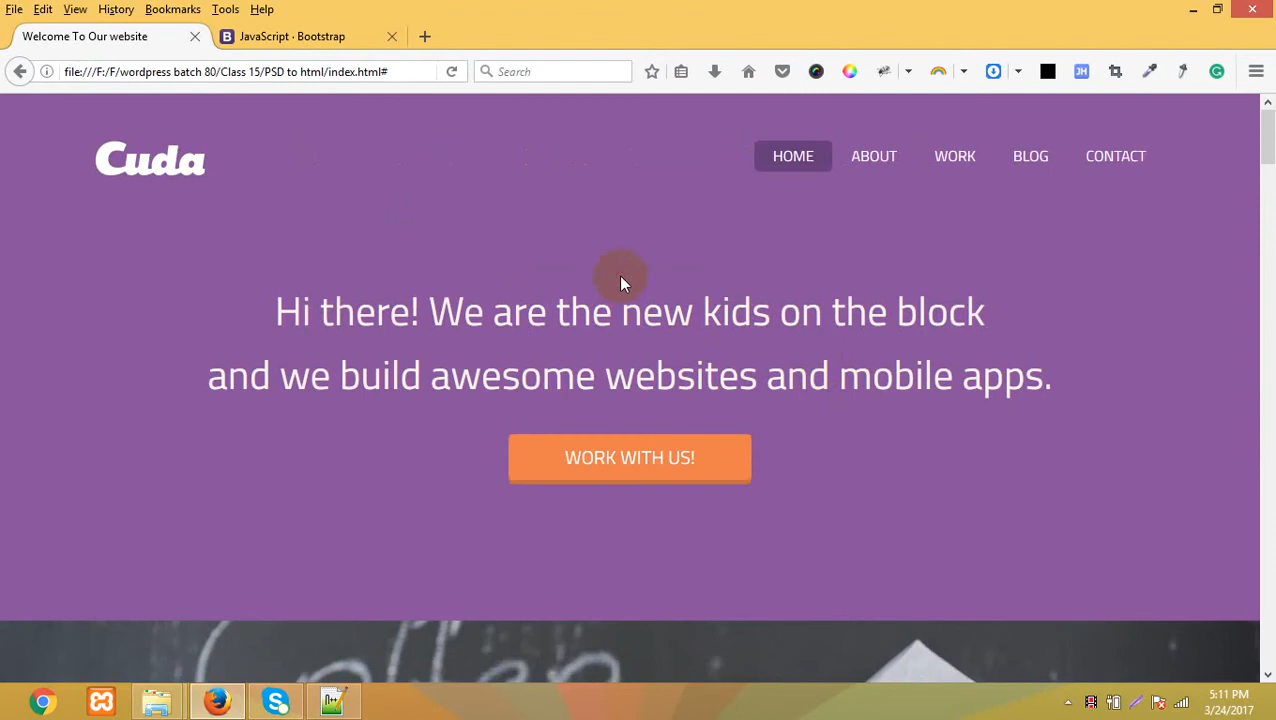 File Edit View History Bookmarks Tools Help
Welcome To Our website
B JavaScript · Bootstrap
file:///F:/F/wordpress batch 80/Class 15/PSD to html/index.html#
Search
JH
Cuda
HOME ABOUT WORK BLOG CONTACT
Hi there! We are the new kids on the block
and we build awesome websites and mobile apps.
WORK WITH US!
5:11 PM
3/24/2017